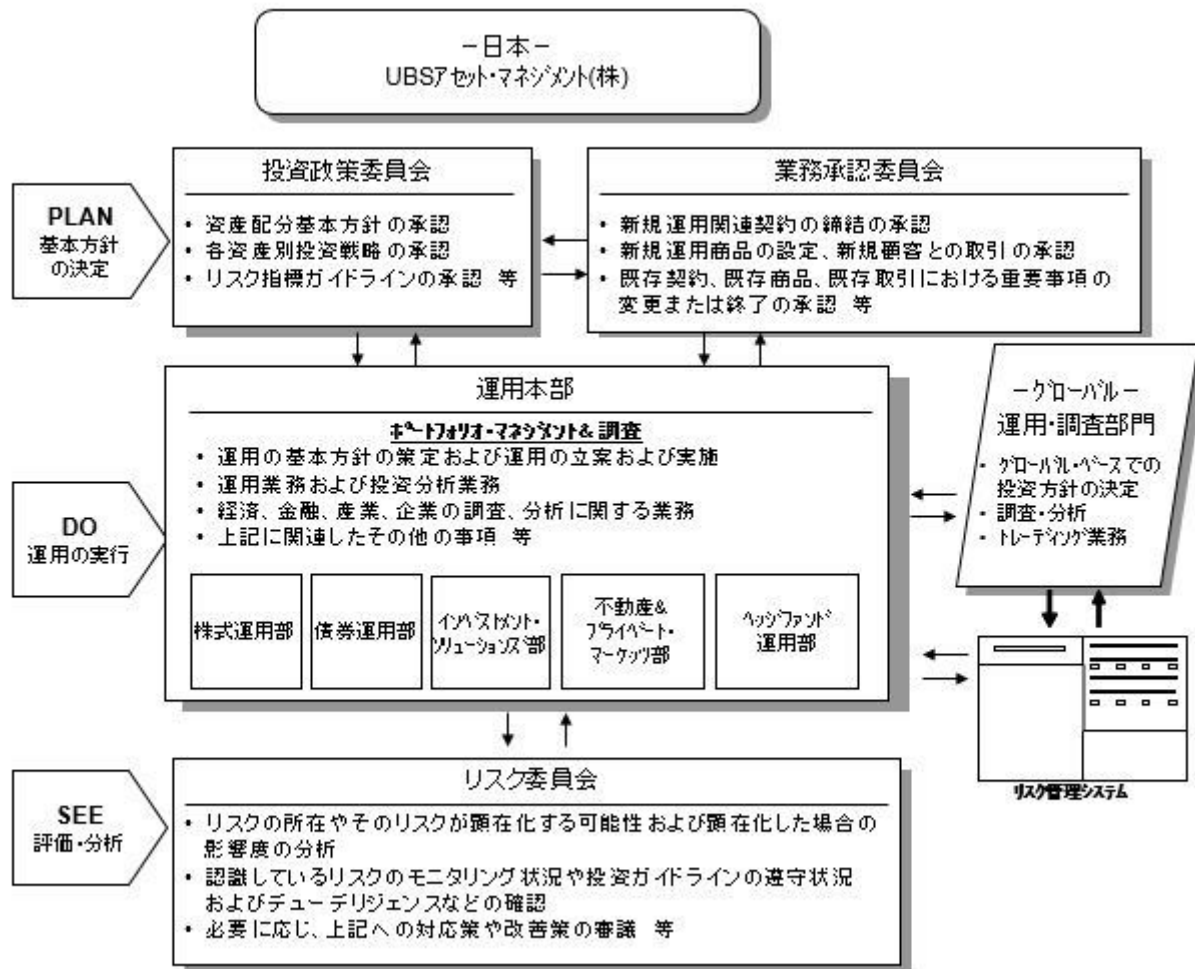 －日本－
UBSアセット・マネジメント(株)
PLAN
基本方針
の決定
投資政策委員会
・ 資産配分基本方針の承認
・ 各資産別投資戦略の承認
・ リスク指標ガイドラインの承認 等
業務承認委員会
・ 新規運用関連契約の締結の承認
・ 新規運用商品の設定、新規顧客との取引の承認
・ 既存契約、既存商品、既存取引における重要事項の
変更または終了の承認 等
DO
運用の実行
運用本部
ポートフォリオ・マネジメント&調査
・ 運用の基本方針の策定および運用の立案および実施
・ 運用業務および投資分析業務
・ 経済、金融、産業、企業の調査、分析に関する業務
・ 上記に関連したその他の事項 等
株式運用部
債券運用部
インベストメント・
ソリューションズ部
不動産&
プライベート・
マーケッツ部
ヘッジファンド
運用部
－グローバル－
運用・調査部門
・ グローバル・ベースでの
投資方針の決定
・ 調査・分析
・ トレーディング業務
リスク管理システム
SEE
評価・分析
リスク委員会
・ リスクの所在やそのリスクが顕在化する可能性および顕在化した場合の
影響度の分析
・ 認識しているリスクのモニタリング状況や投資ガイドラインの遵守状況
およびデューデリジェンスなどの確認
・ 必要に応じ、上記への対応策や改善策の審議 等